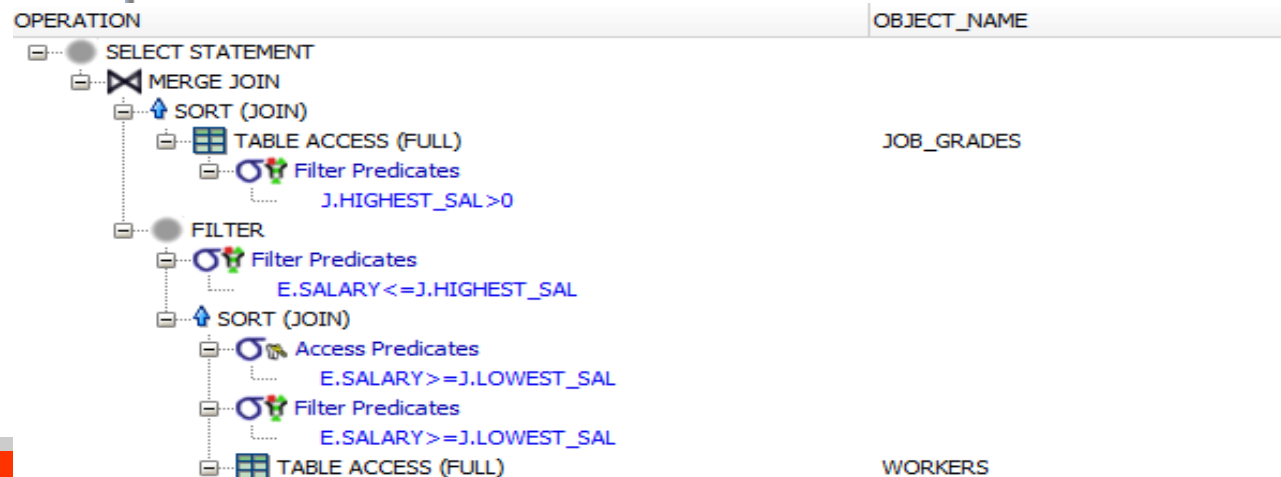 OPERATION OBJECT_NAME
SELECT STATEMENT
MERGE JOIN
SORT (JOIN)
TABLE ACCESS (FULL) JOB_GRADES
Filter Predicates
J.HIGHEST_SAL>0
FILTER
Filter Predicates
E.SALARY<=J.HIGHEST_SAL
SORT (JOIN)
Access Predicates
E.SALARY>=J.LOWEST_SAL
Filter Predicates
E.SALARY>=J.LOWEST_SAL
TABLE ACCESS (FULL) WORKERS